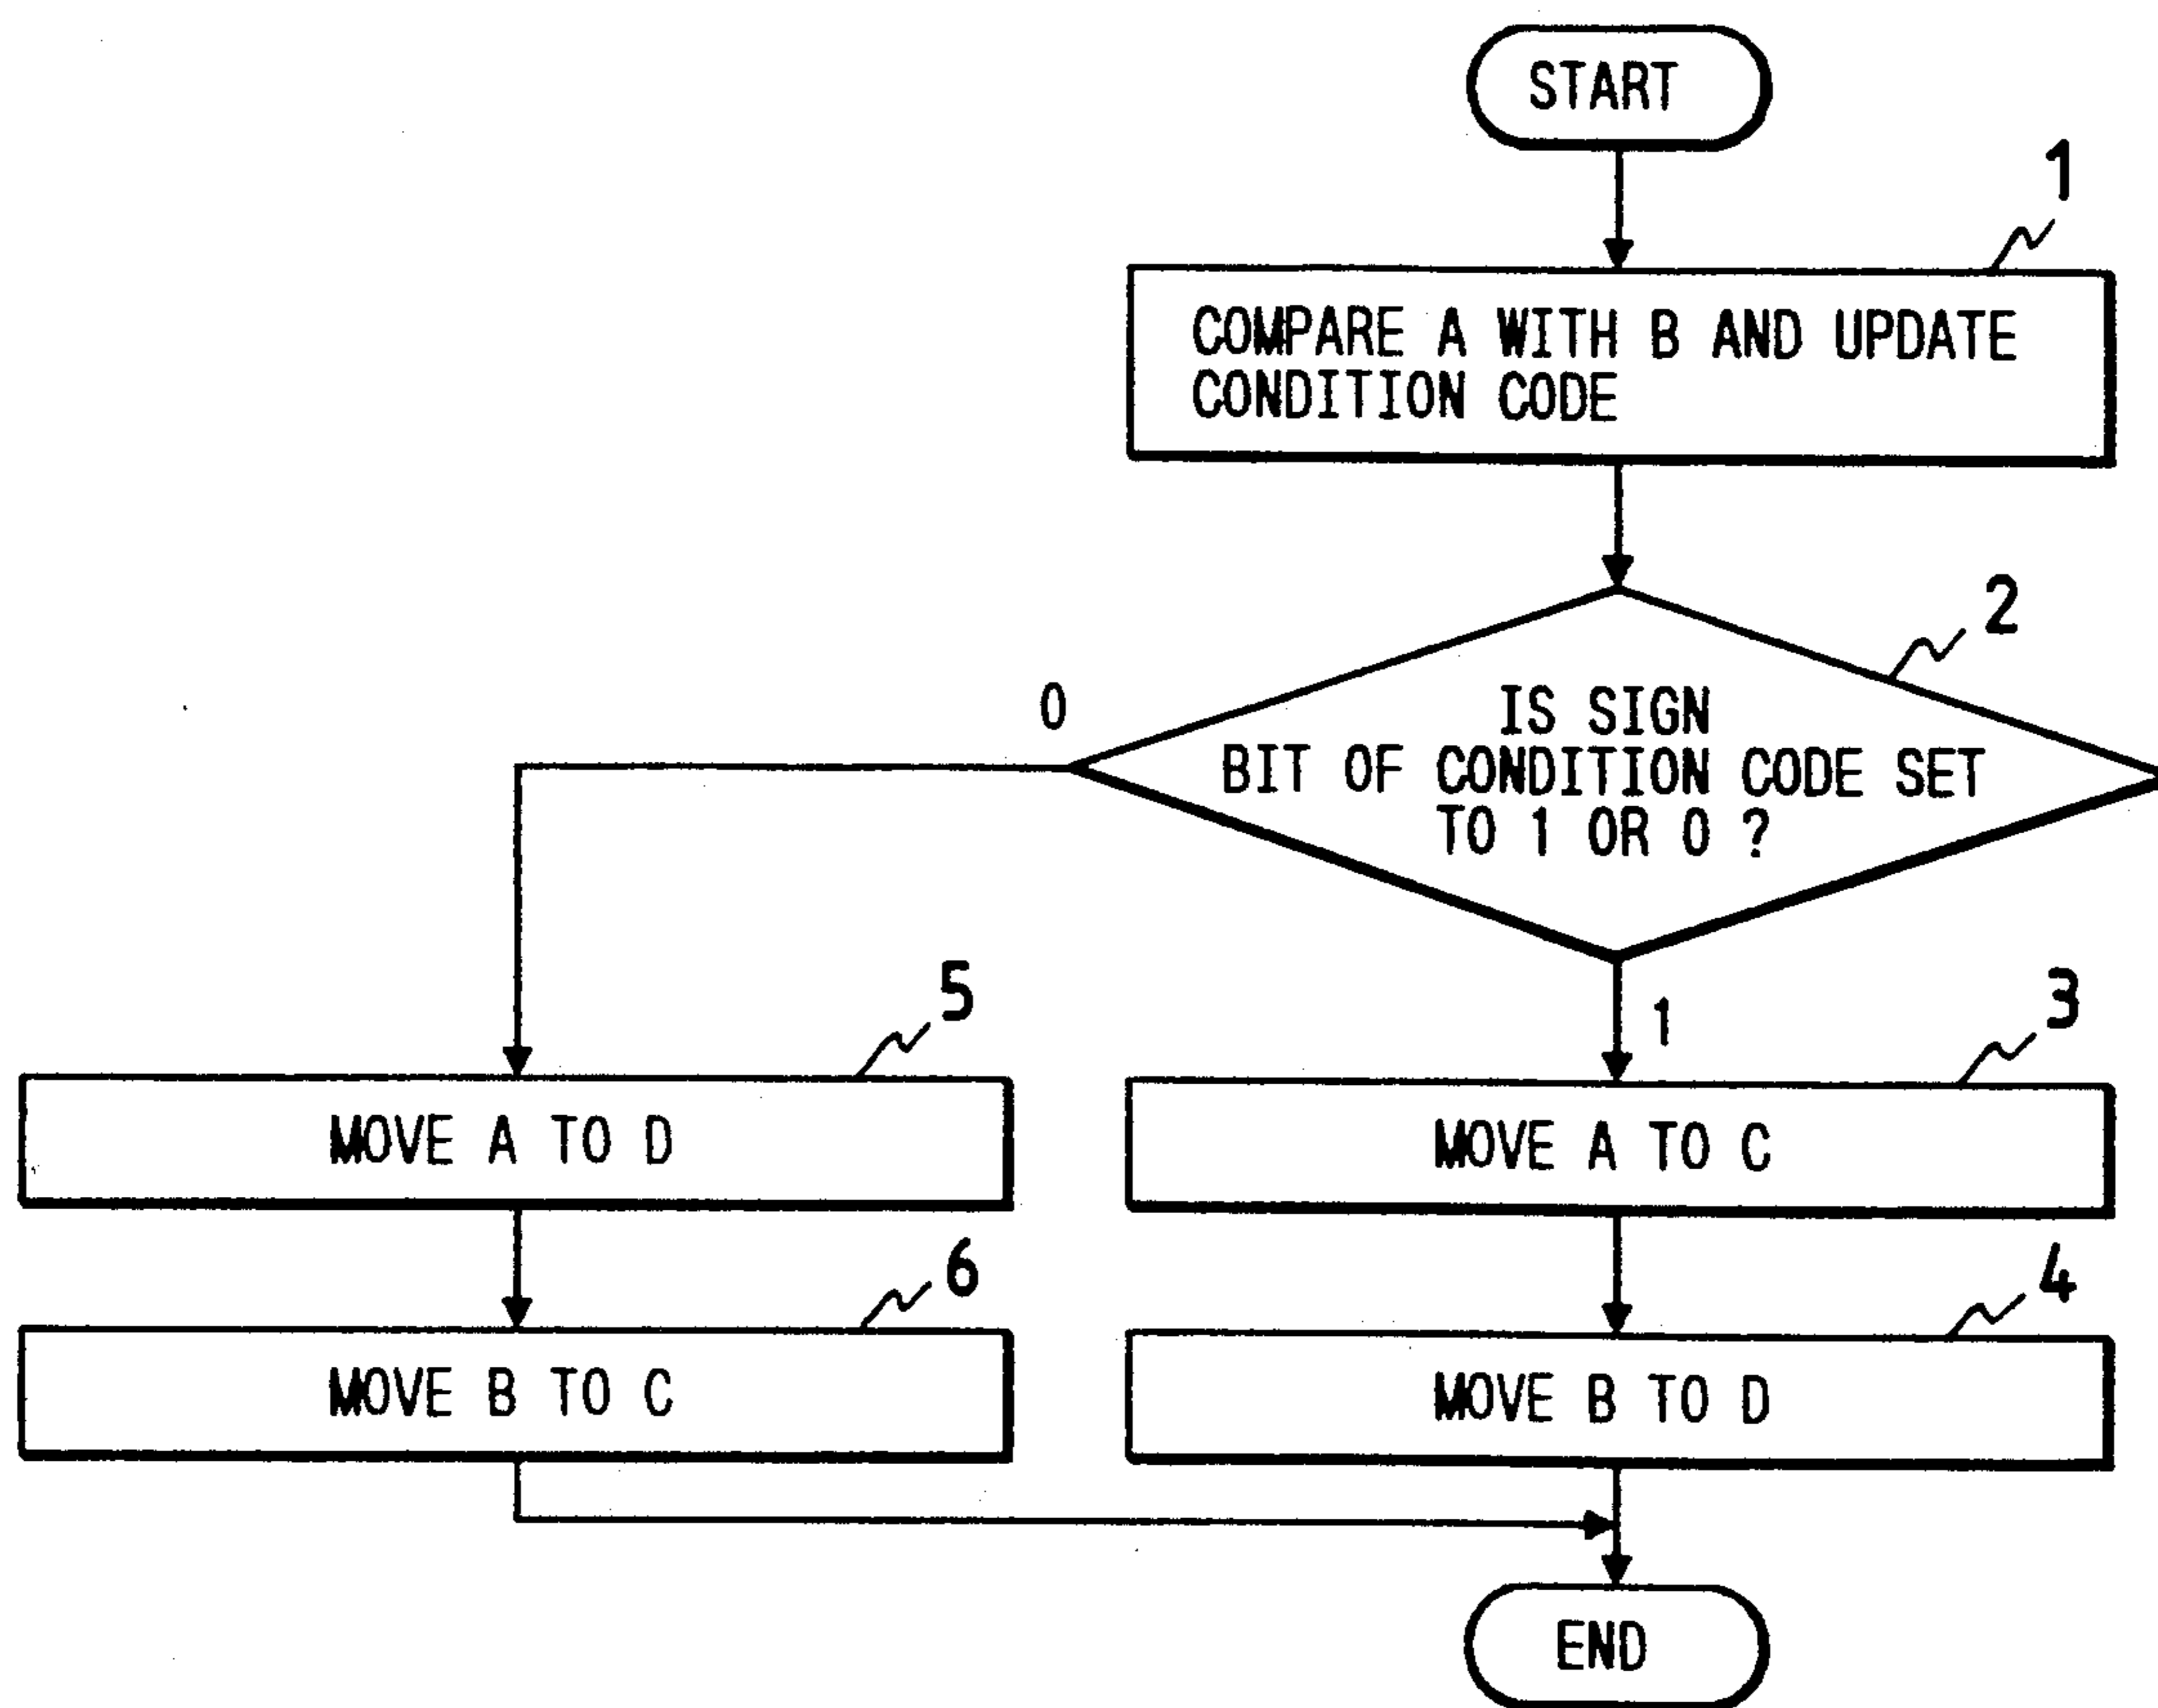 START
1
COMPARE A WITH B AND UPDATE
CONDITION CODE
2
IS SIGN
BIT OF CONDITION CODE SET
TO 1 OR 0 ?
0
1
5
MOVE A TO D
3
MOVE A TO C
6
MOVE B TO C
4
MOVE B TO D
END